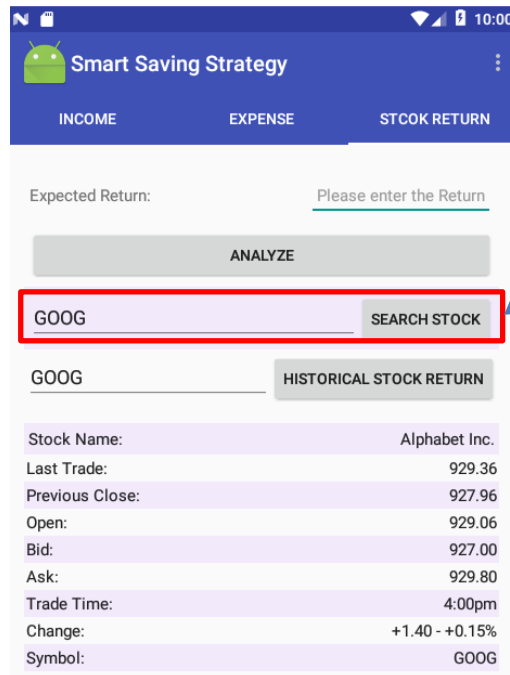 10:00
Smart Saving Strategy
INCOME EXPENSE STCOK RETURN
Expected Return: Please enter the Return
ANALYZE
GOOG SEARCH STOCK
GOOG HISTORICAL STOCK RETURN
Stock Name: Alphabet Inc.
Last Trade: 929.36
Previous Close: 927.96
Open: 929.06
Bid: 927.00
Ask: 929.80
Trade Time: 4:00pm
Change: +1.40 - +0.15%
Symbol: GOOG